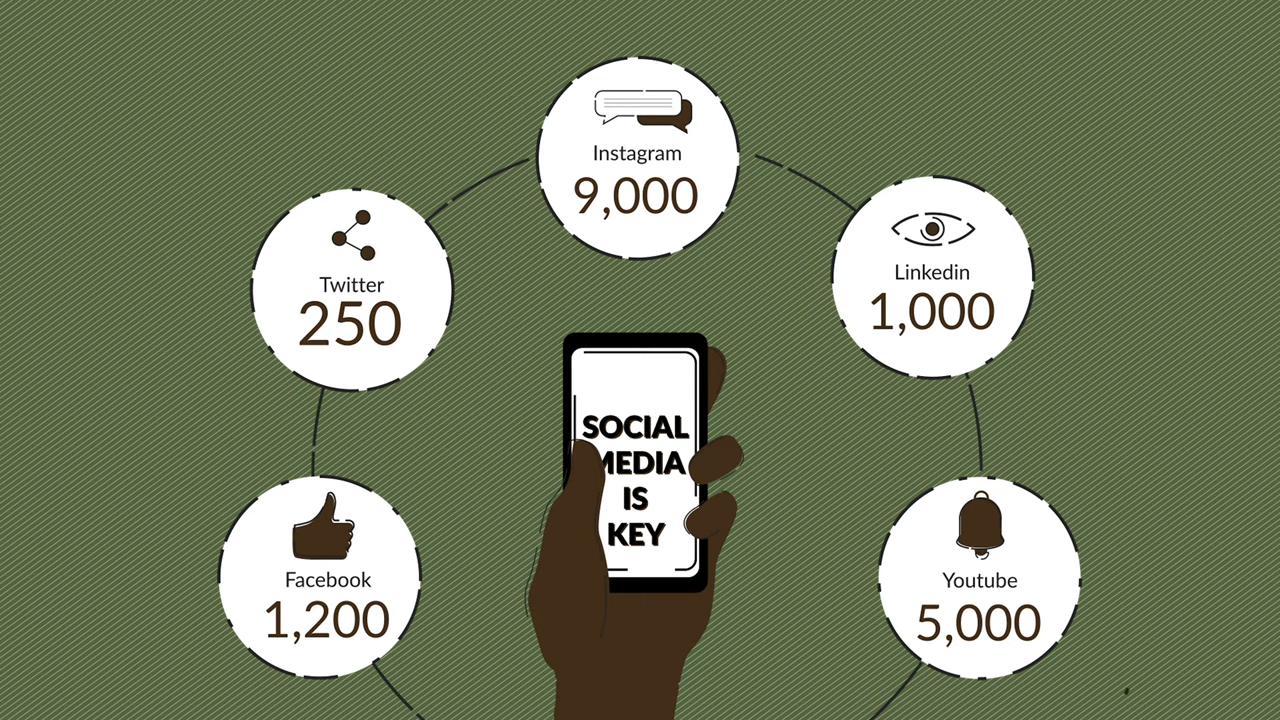 Instagram
9,000
Twitter
250
Linkedin
1,000
SOCIAL
MEDIA
IS
KEY
Facebook
1,200
Youtube
5,000